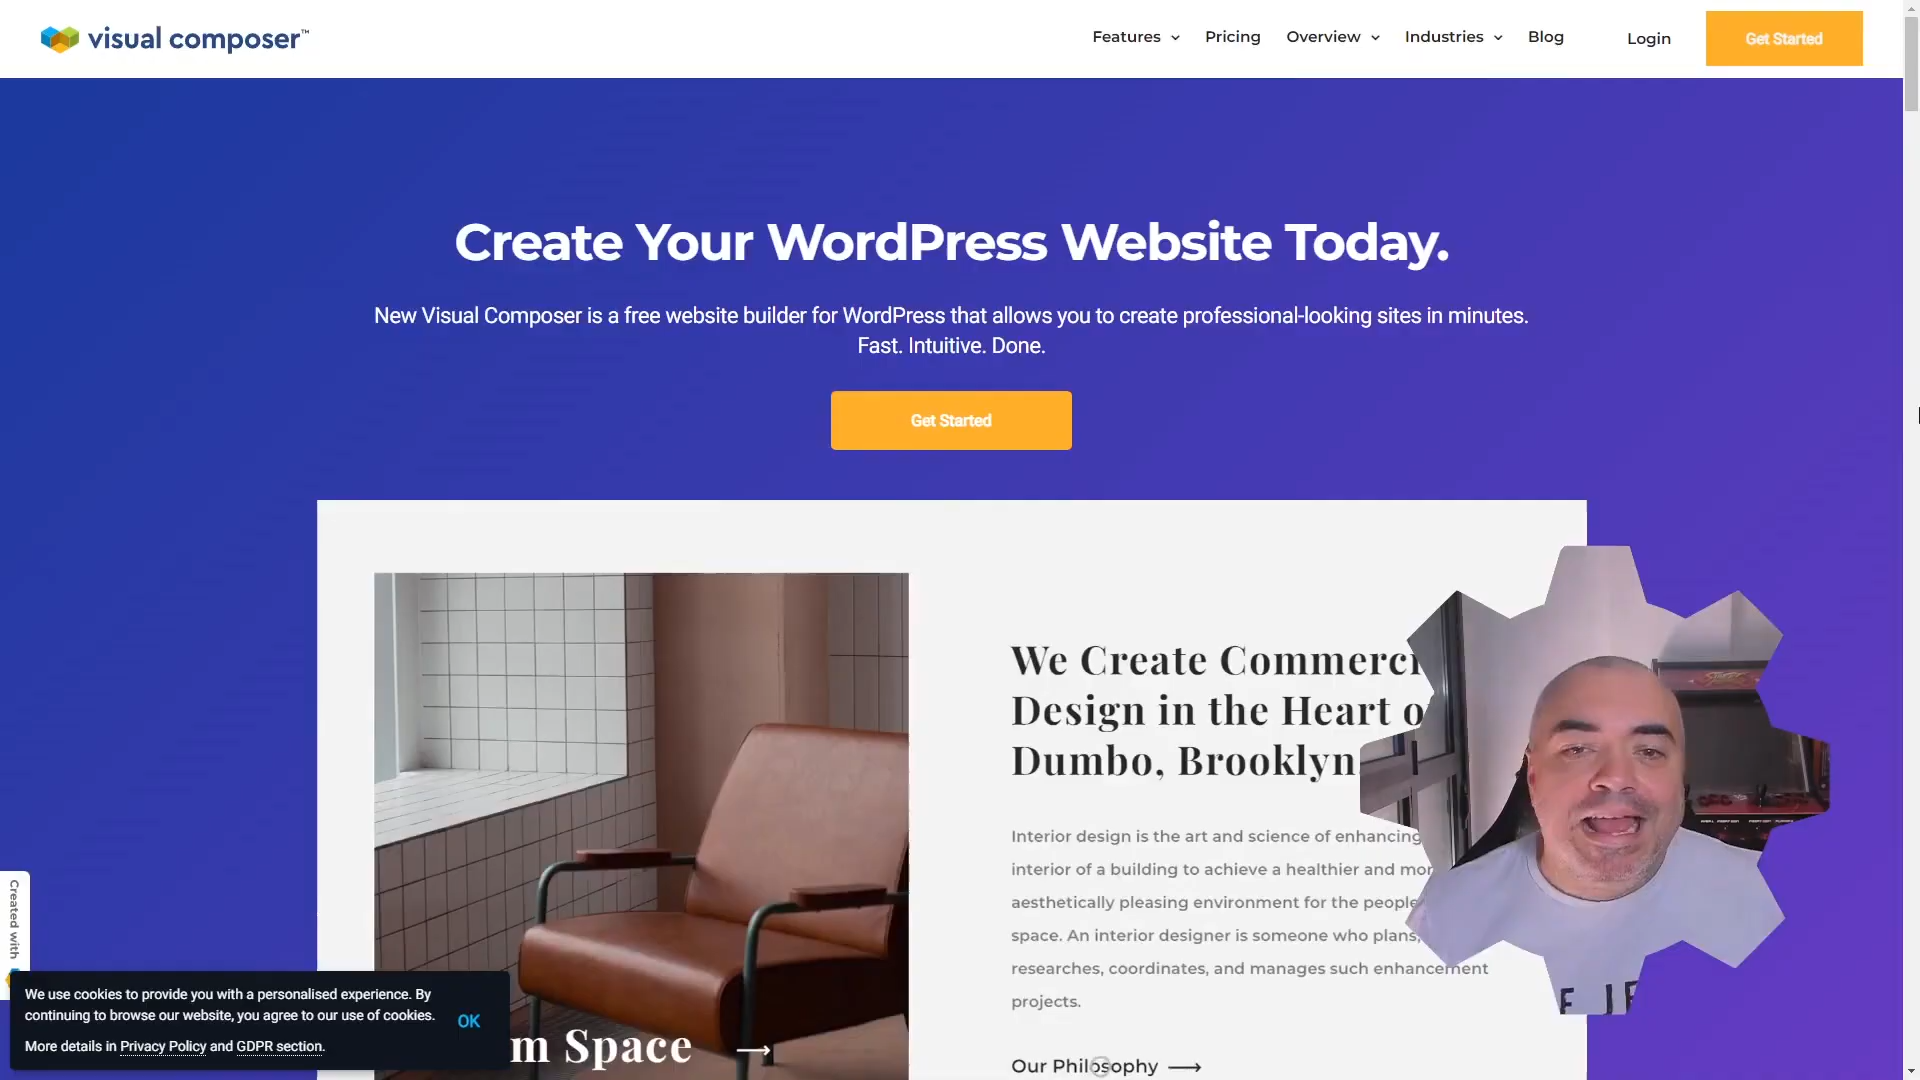 visual composer™
Features
Pricing
Overview
Industries
Blog
Login
Get Started
Create Your WordPress Website Today.
New Visual Composer is a free website builder for WordPress that allows you to create professional-looking sites in minutes.
Fast. Intuitive. Done.
Get Started
We Create Commerci
Design in the Heart o
Dumbo, Brooklyn.
Interior design is the art and science of enhancing
interior of a building to achieve a healthier and mor
aesthetically pleasing environment for the people
space. An interior designer is someone who plans,
researches, coordinates, and manages such enhancement
projects.
Our Philosophy
m Space
Created with
We use cookies to provide you with a personalised experience. By
continuing to browse our website, you agree to our use of cookies.
More details in Privacy Policy and GDPR section.
OK